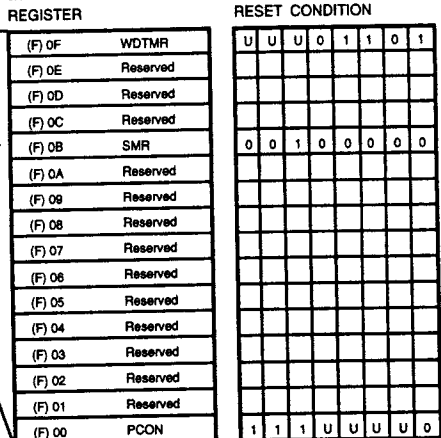 REGISTER RESET CONDITION
(F) 0F WDTMR U U U 0 1 1 0 1
(F) 0E Reserved
(F) 0D Reserved
(F) 0C Reserved
(F) 0B SMR 0 0 1 0 0 0 0 0
(F) 0A Reserved
(F) 09 Reserved
(F) 08 Reserved
(F) 07 Reserved
(F) 06 Reserved
(F) 05 Reserved
(F) 04 Reserved
(F) 03 Reserved
(F) 02 Reserved
(F) 01 Reserved
(F) 00 PCON 1 1 1 U U U U 0